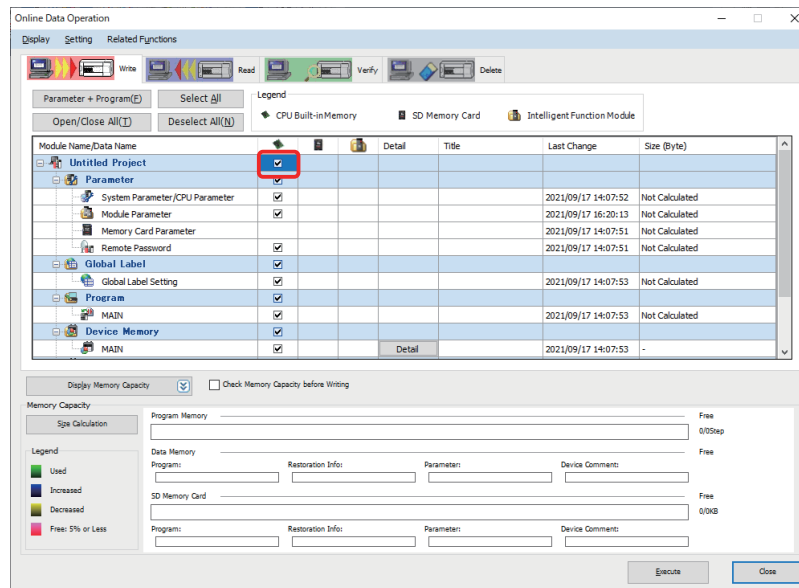 Online Data Operation
Display Setting Related Functions
Write Read Verify Delete
Parameter + Program(F) Select All
Open/Close All(T) Deselect All(N)
Legend
CPU Built-in Memory SD Memory Card Intelligent Function Module
Module Name/Data Name Detail Title Last Change Size (Byte)
Untitled Project
Parameter
System Parameter/CPU Parameter 2021/09/17 14:07:52 Not Calculated
Module Parameter 2021/09/17 16:20:13 Not Calculated
Memory Card Parameter 2021/09/17 14:07:51 Not Calculated
Remote Password 2021/09/17 14:07:51 Not Calculated
Global Label
Global Label Setting 2021/09/17 14:07:53 Not Calculated
Program
MAIN 2021/09/17 14:07:53 Not Calculated
Device Memory
MAIN Detail 2021/09/17 14:07:53 -
Display Memory Capacity Check Memory Capacity before Writing
Memory Capacity
Size Calculation
Legend
Used
Increased
Decreased
Free: 5% or Less
Program Memory Free
0/0Step
Data Memory Free
Program: Restoration Info: Parameter: Device Comment:
SD Memory Card Free
0/0KB
Program: Restoration Info: Parameter: Device Comment:
Execute Close